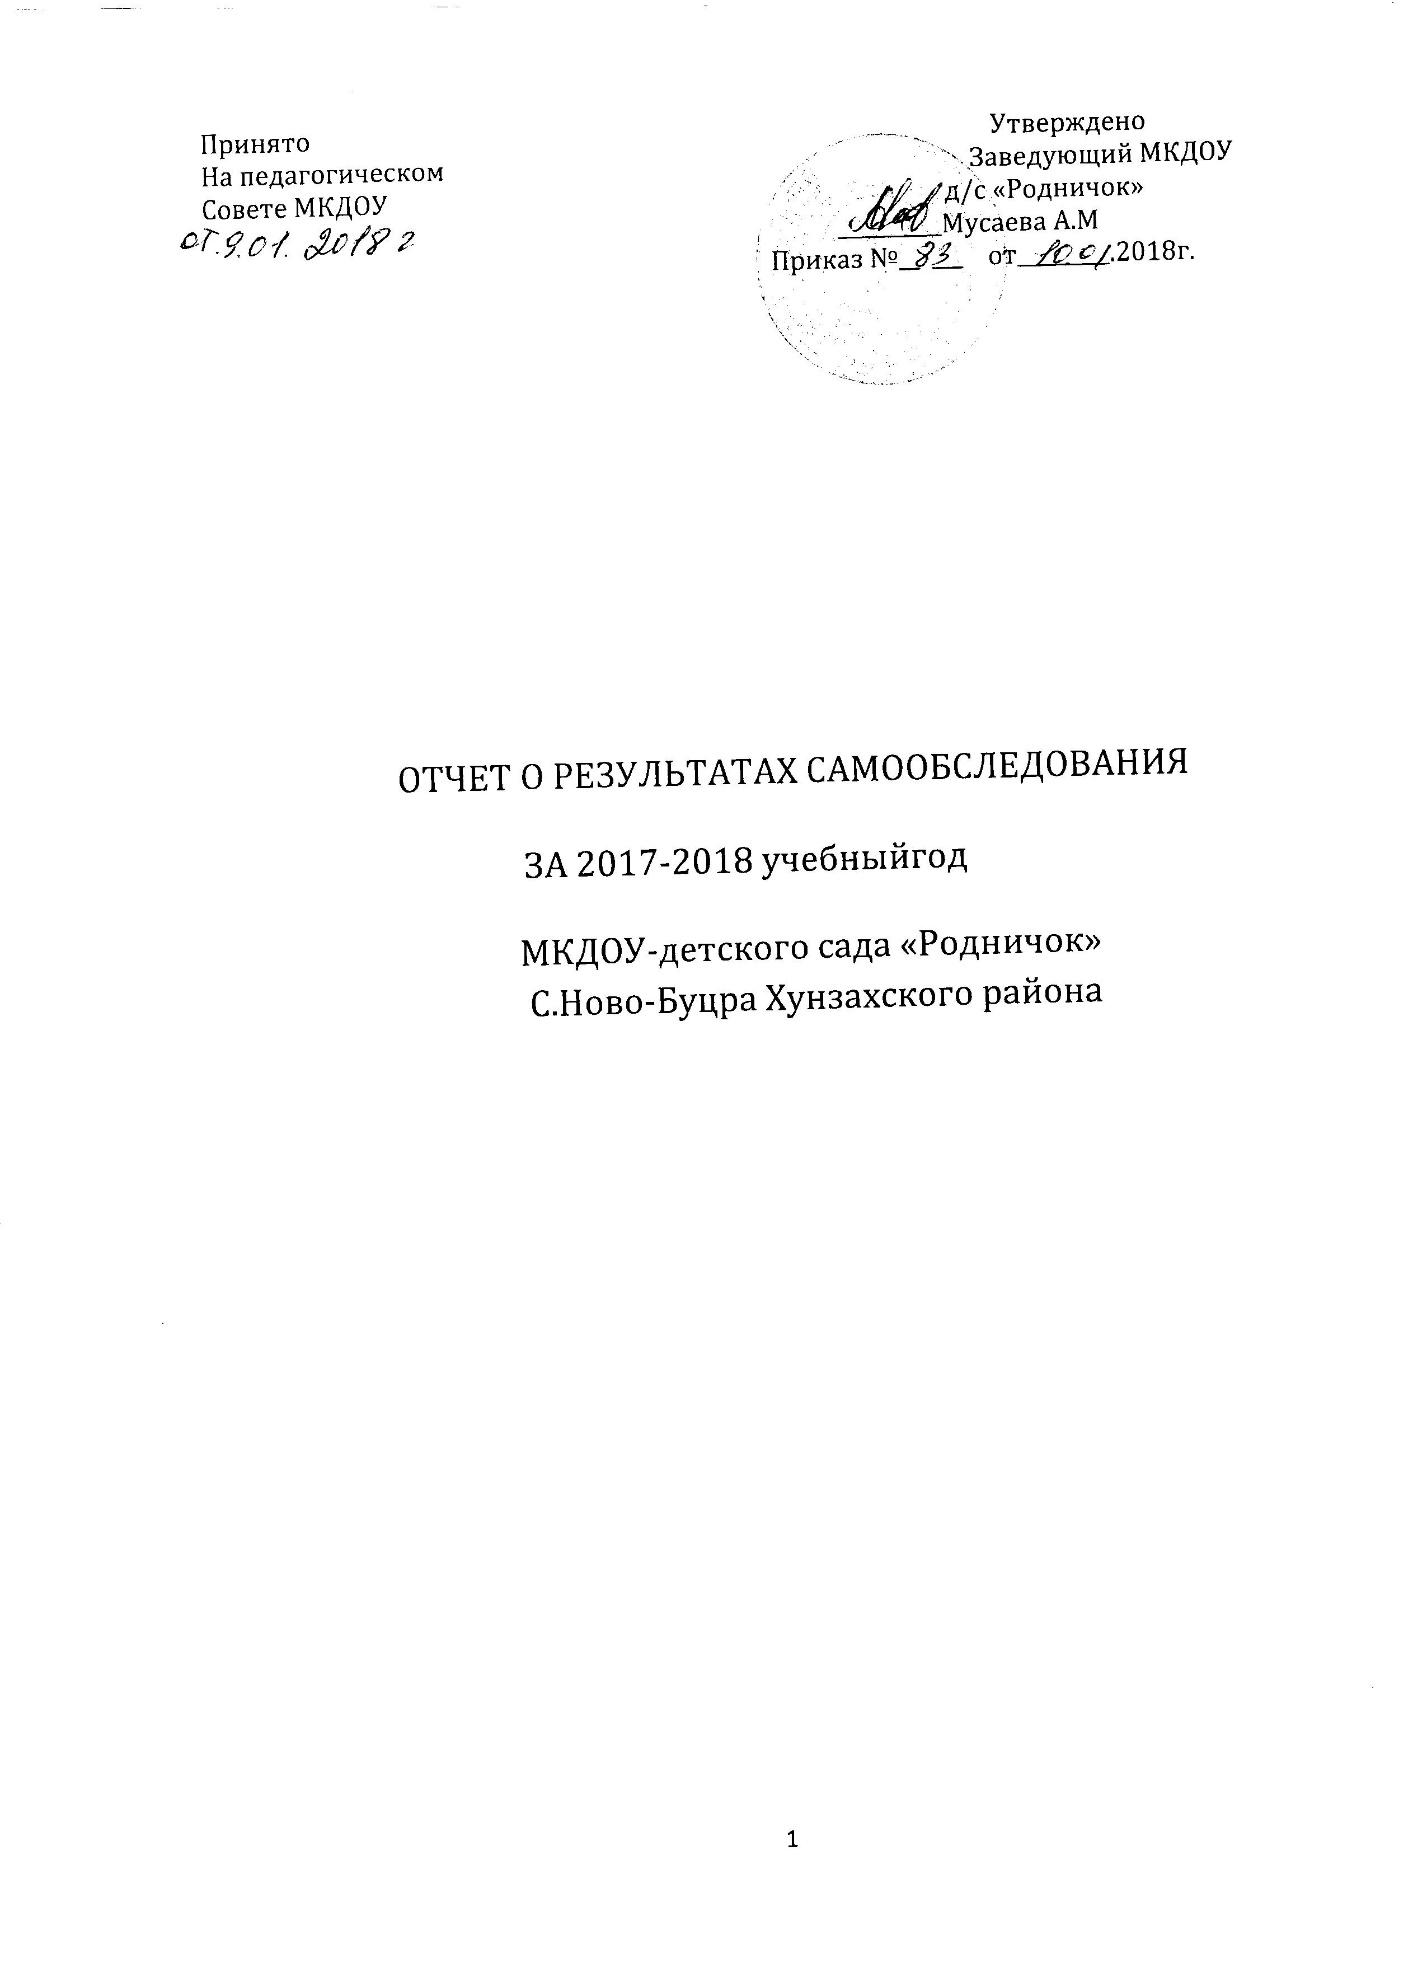 Принято
На педагогическом
Совете МКДОУ
от.9.01. 2018 г
Утверждено
Заведующий МКДОУ
д/с «Родничок»
Мусаева А.М
Приказ № 83 от 10.01.2018г.
ОТЧЕТ О РЕЗУЛЬТАТАХ САМООБСЛЕДОВАНИЯ
ЗА 2017-2018 учебныйгод
МКДОУ-детского сада «Родничок»
С.Ново-Буцра Хунзахского района
1